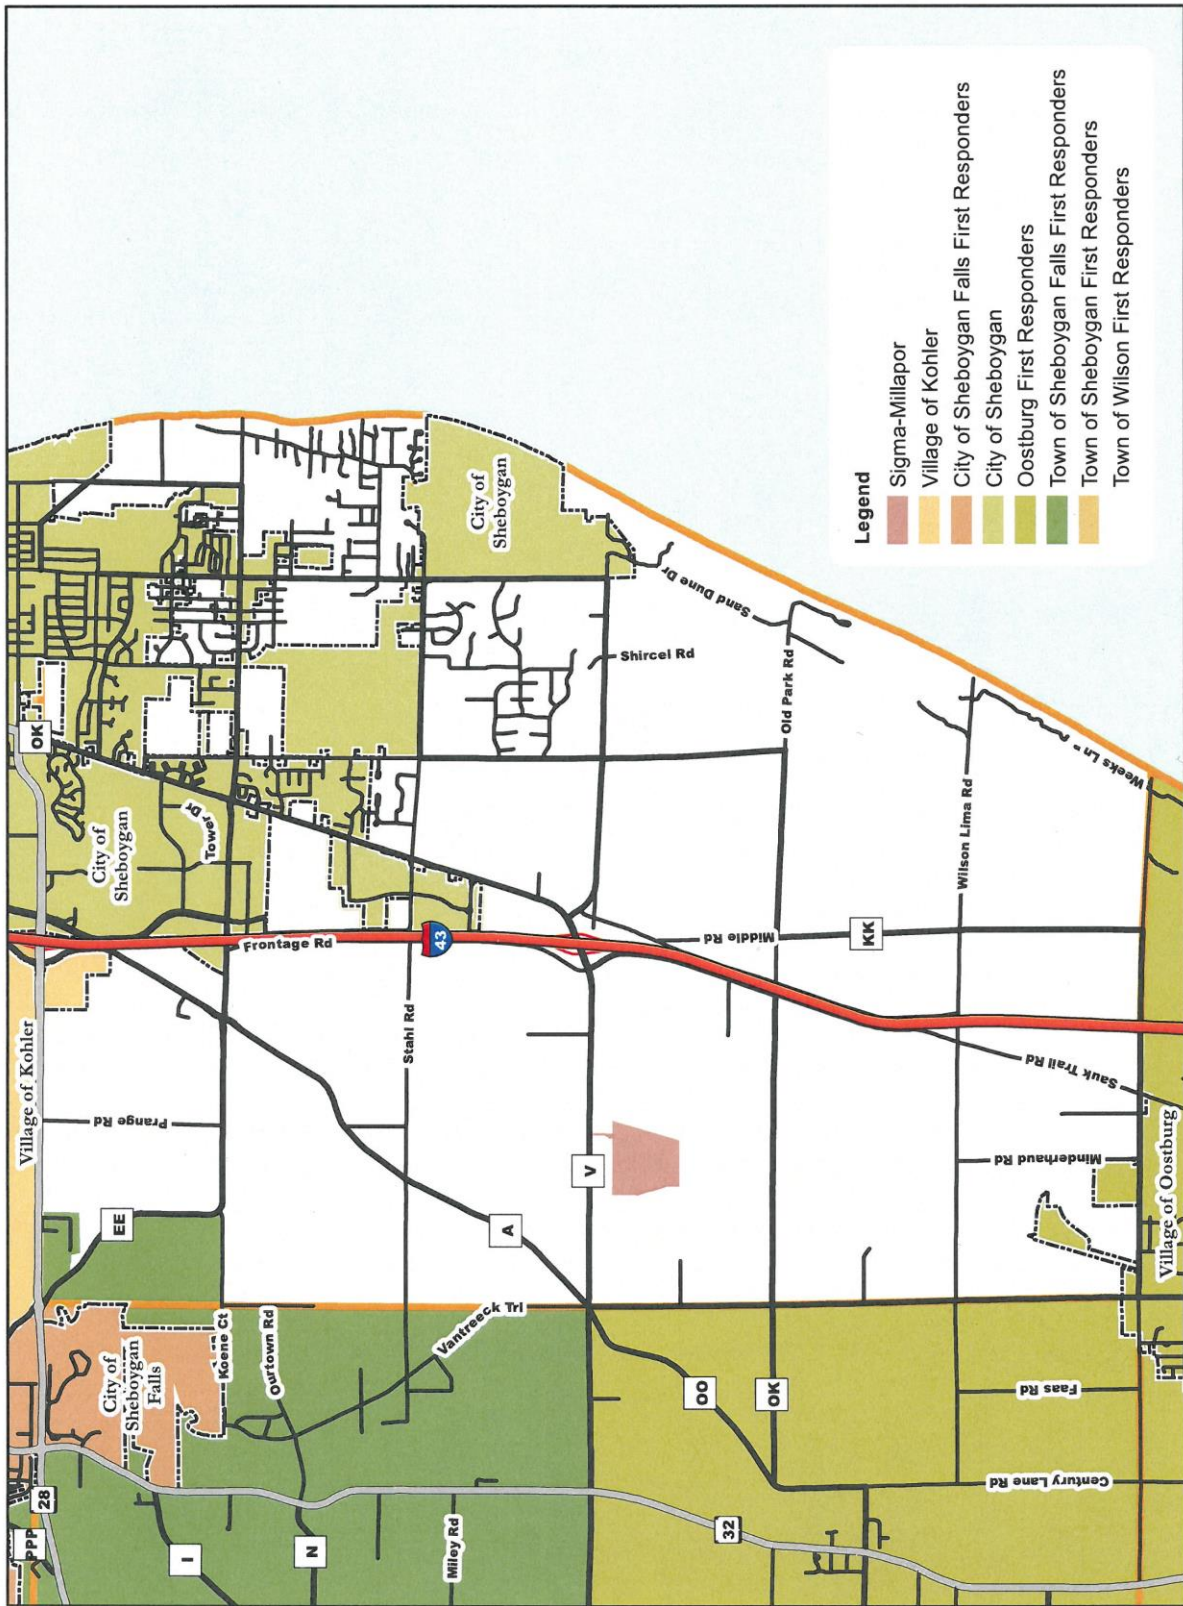 OK
City of
Sheboygan
Tower Dr
Village of Kohler
Prange Rd
EE
City of
Sheboygan
Falls
28
PPP
I
N
Koene Ct
Ourtown Rd
Vantreeck Trl
Miley Rd
Frontage Rd
43
Stahl Rd
A
V
City of
Sheboygan
Sand Dune Dr
Shircel Rd
Old Park Rd
Middle Rd
KK
Wilson Lima Rd
Weeks Ln
Sauk Trail Rd
Minderhaud Rd
Village of Oostburg
OO
OK
Faas Rd
Century Lane Rd
32
Legend
Sigma-Millapor
Village of Kohler
City of Sheboygan Falls First Responders
City of Sheboygan
Oostburg First Responders
Town of Sheboygan Falls First Responders
Town of Sheboygan First Responders
Town of Wilson First Responders